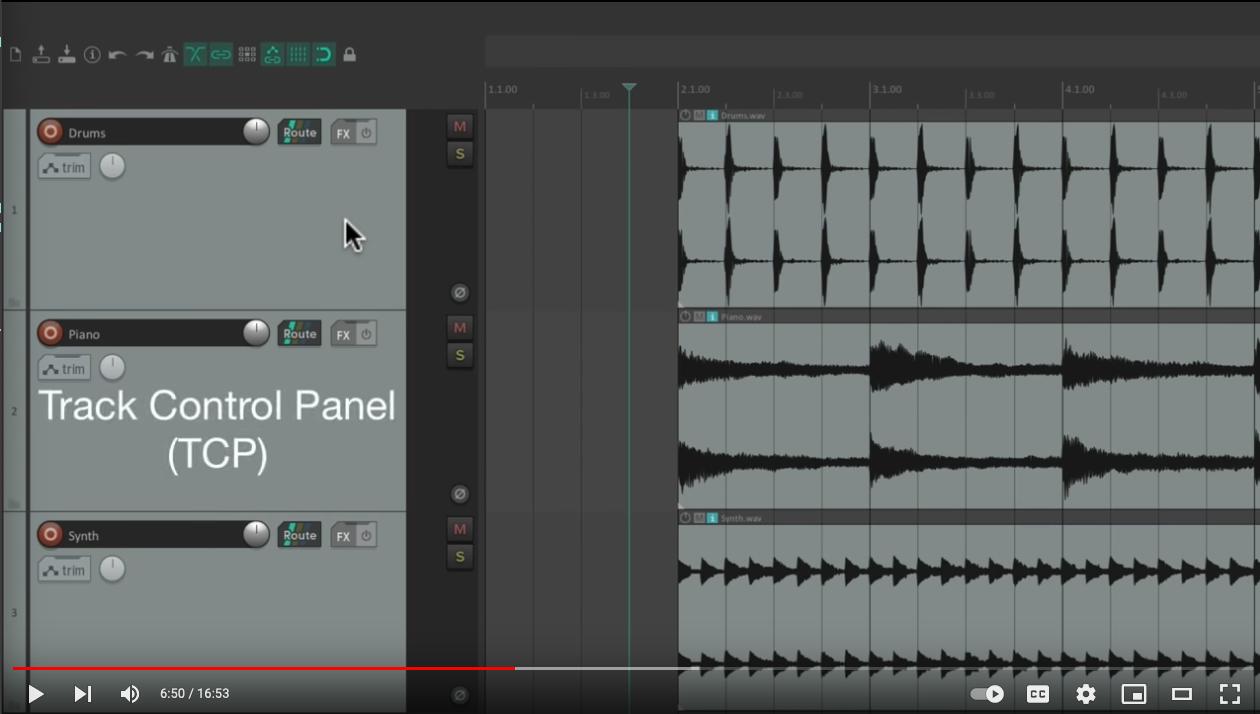 1.1.00
1.3.00
2.1.00
2.3.00
3.1.00
3.3.00
4.1.00
4.3.00
Drums
Route
FX
M
S
trim
1
Ø
M
i
Drums.wav
Piano
Route
FX
M
S
trim
2
Track Control Panel
(TCP)
Ø
M
i
Piano.wav
Synth
Route
FX
M
S
trim
3
Ø
M
i
Synth.wav
6:50 / 16:53
CC